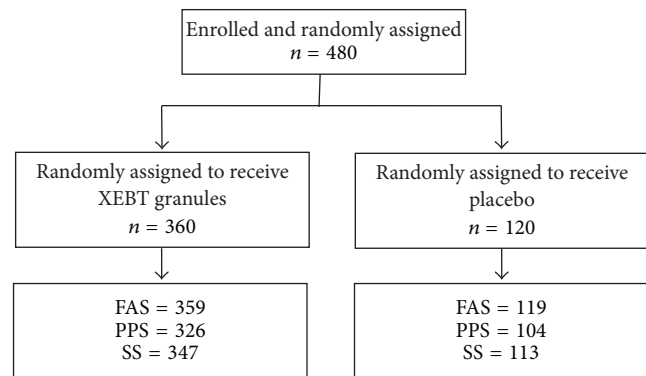 Enrolled and randomly assigned
n = 480
Randomly assigned to receive
XEBT granules
n = 360
Randomly assigned to receive
placebo
n = 120
FAS = 359
PPS = 326
SS = 347
FAS = 119
PPS = 104
SS = 113